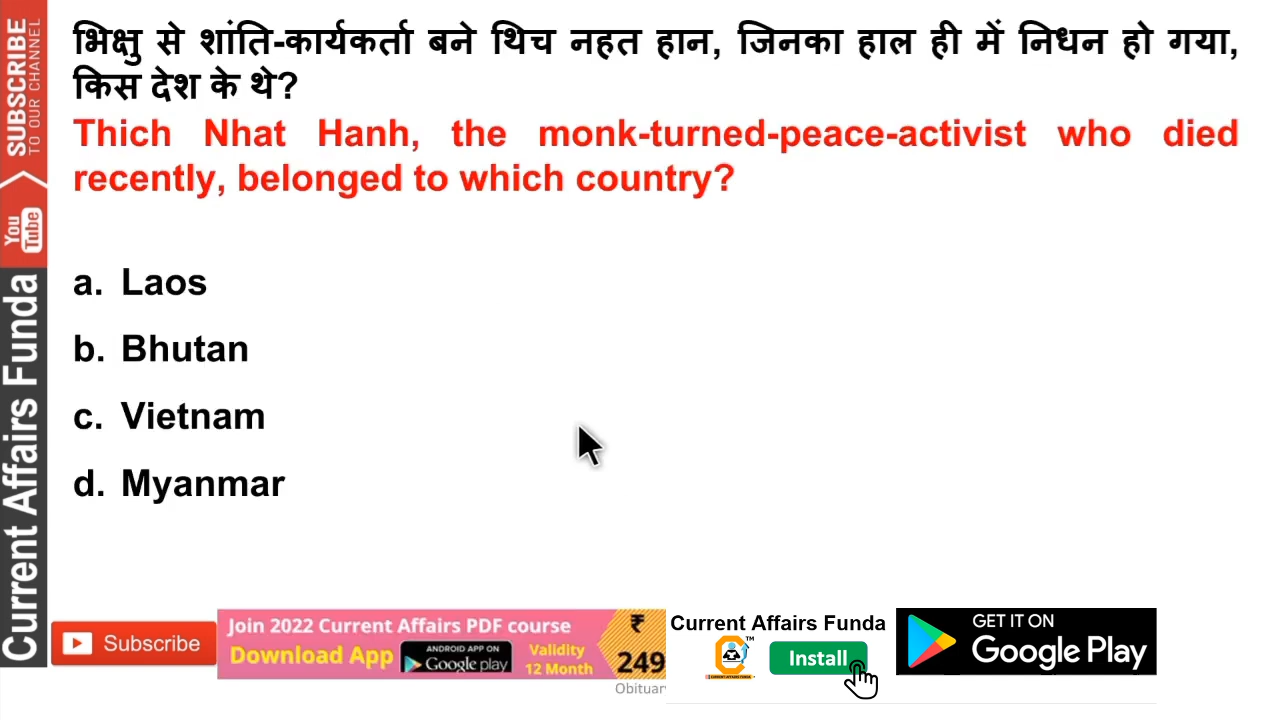 भिक्षु से शांति-कार्यकर्ता बने थिच नहत हान, जिनका हाल ही में निधन हो गया,
किस देश के थे?
Thich Nhat Hanh, the monk-turned-peace-activist who died
recently, belonged to which country?
a. Laos
b. Bhutan
c. Vietnam
d. Myanmar
SUBSCRIBE
TO OUR CHANNEL
You
Tube
Current Affairs Funda
Subscribe
Join 2022 Current Affairs PDF course
Download App
ANDROID APP ON
Google play
Validity
12 Month
₹
249
Current Affairs Funda
TM
Install
GET IT ON
Google Play